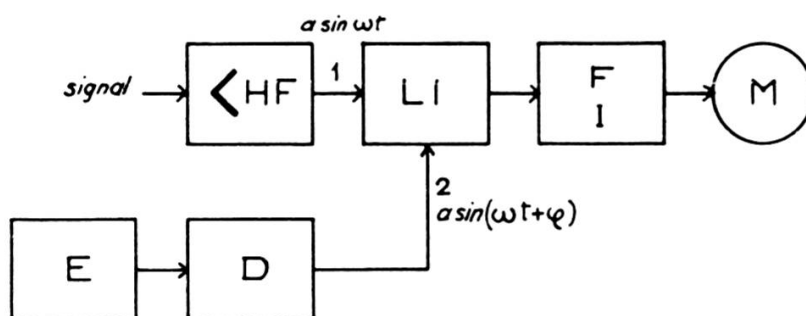 a sin ωt
signal
<HF
1
LI
F
I
M
2
a sin(ωt+φ)
E
D